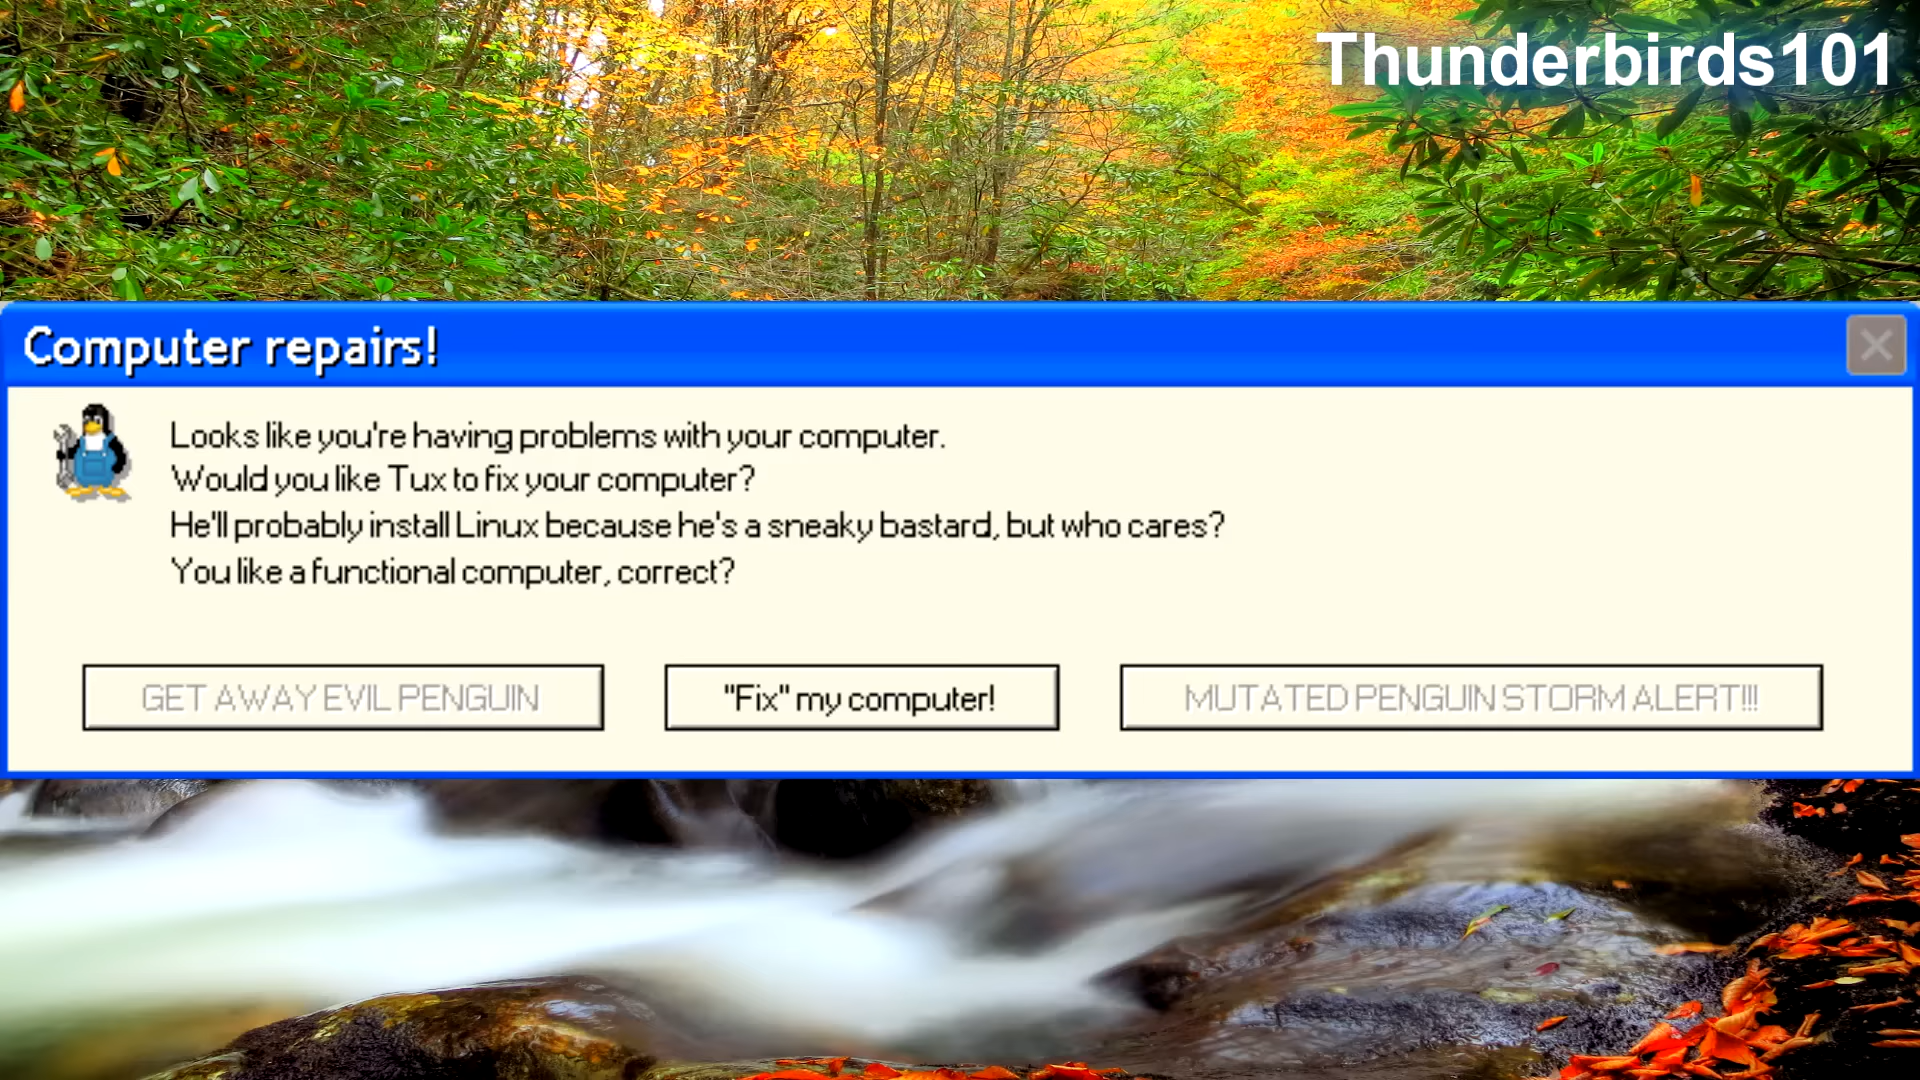 Thunderbirds101
Computer repairs!
Looks like you're having problems with your computer.
Would you like Tux to fix your computer?
He'll probably install Linux because he's a sneaky bastard, but who cares?
You like a functional computer, correct?
GET AWAY EVIL PENGUIN
"Fix" my computer!
MUTATED PENGUIN STORM ALERT!!!